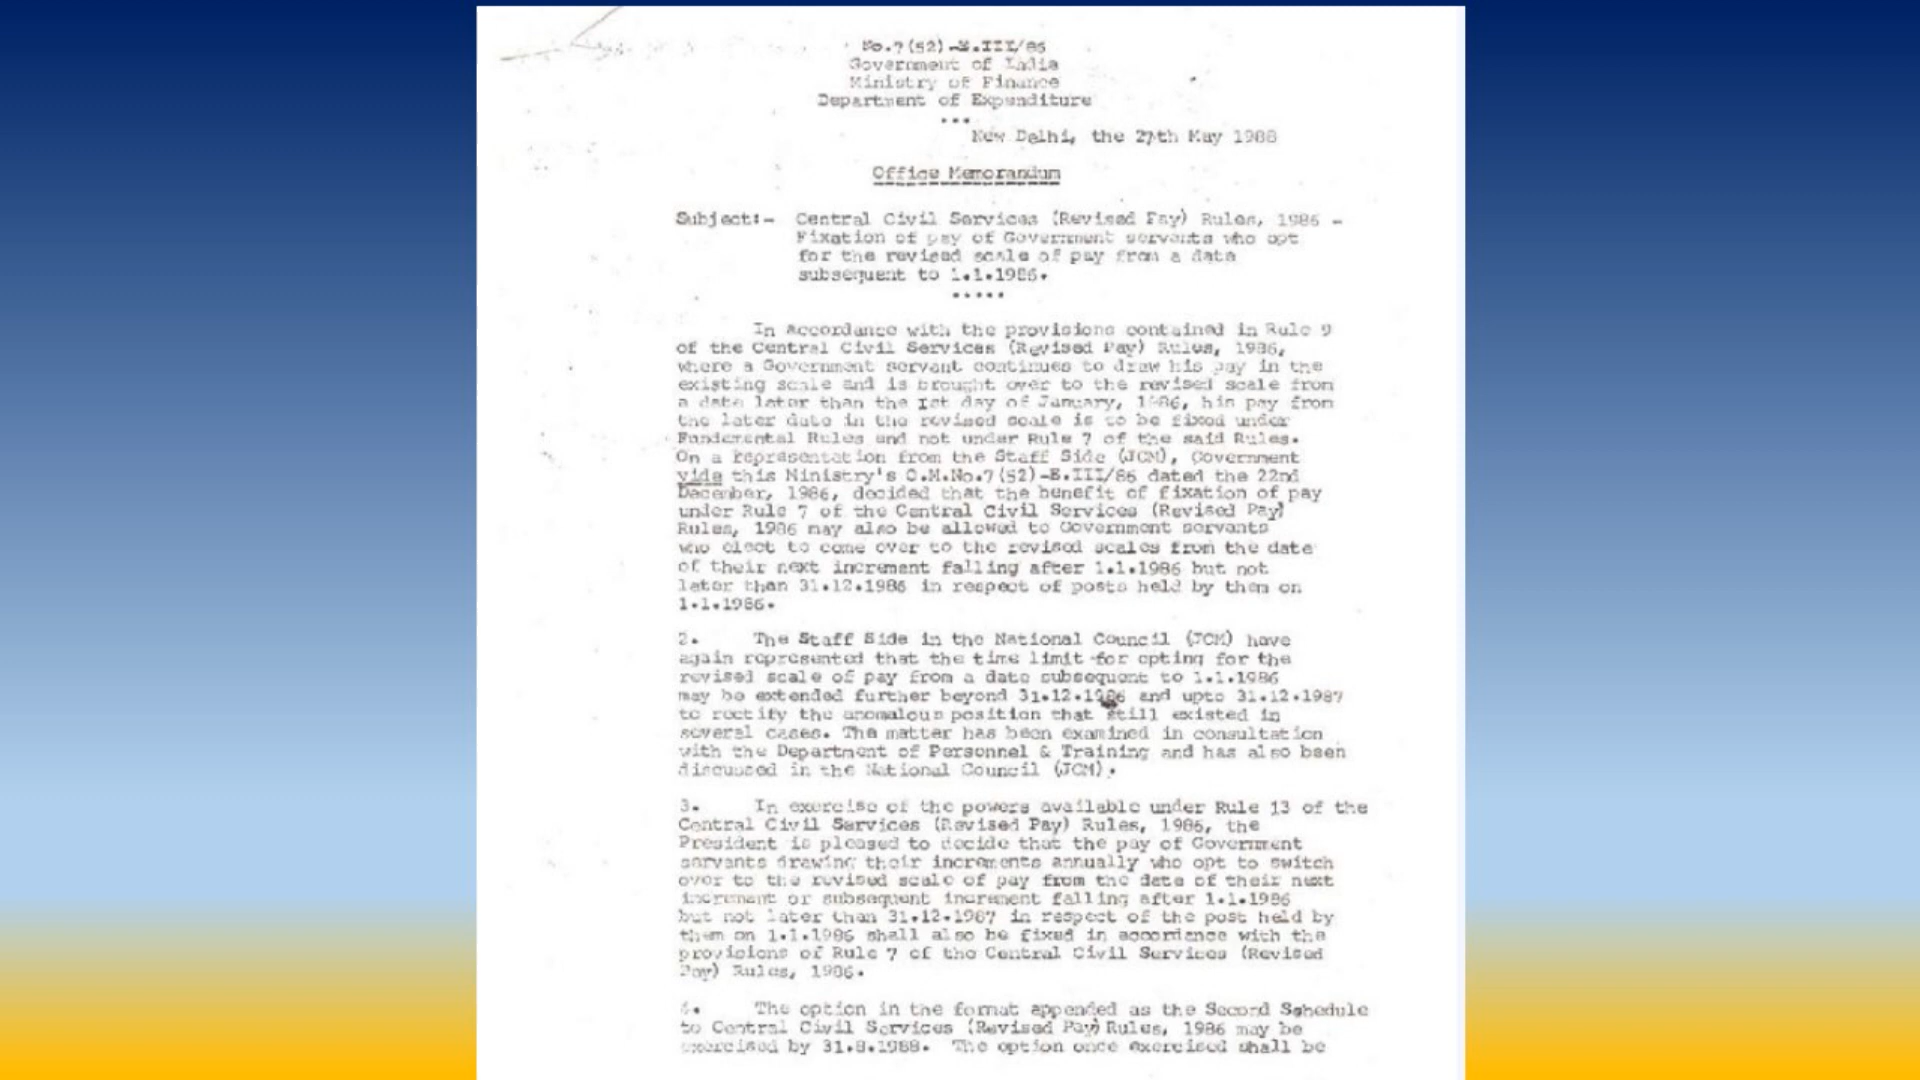 No.7(52)-E.III/86
Government of India
Ministry of Finance
Department of Expenditure
...
New Delhi, the 27th May 1988
Office Memorandum
Subject:- Central Civil Services (Revised Pay) Rules, 1986 -
Fixation of pay of Government servants who opt
for the revised scale of pay from a date
subsequent to 1.1.1986.
.....
In accordance with the provisions contained in Rule 9
of the Central Civil Services (Revised Pay) Rules, 1986,
where a Government servant continues to draw his pay in the
existing scale and is brought over to the revised scale from
a date later than the 1st day of January, 1986, his pay from
the later date in the revised scale is to be fixed under
Fundamental Rules and not under Rule 7 of the said Rules.
On a representation from the Staff Side (JCM), Government
vide this Ministry's O.M.No.7(52)-E.III/86 dated the 22nd
December, 1986, decided that the benefit of fixation of pay
under Rule 7 of the Central Civil Services (Revised Pay)
Rules, 1986 may also be allowed to Government servants
who elect to come over to the revised scales from the date
of their next increment falling after 1.1.1986 but not
later than 31.12.1986 in respect of posts held by them on
1.1.1986.
2. The Staff Side in the National Council (JCM) have
again represented that the time limit for opting for the
revised scale of pay from a date subsequent to 1.1.1986
may be extended further beyond 31.12.1986 and upto 31.12.1987
to rectify the anomalous position that still existed in
several cases. The matter has been examined in consultation
with the Department of Personnel & Training and has also been
discussed in the National Council (JCM).
3. In exercise of the powers available under Rule 13 of the
Central Civil Services (Revised Pay) Rules, 1986, the
President is pleased to decide that the pay of Government
servants drawing their increments annually who opt to switch
over to the revised scale of pay from the date of their next
increment or subsequent increment falling after 1.1.1986
but not later than 31.12.1987 in respect of the post held by
them on 1.1.1986 shall also be fixed in accordance with the
provisions of Rule 7 of the Central Civil Services (Revised
Pay) Rules, 1986.
4. The option in the format appended as the Second Schedule
to Central Civil Services (Revised Pay) Rules, 1986 may be
exercised by 31.8.1988. The option once exercised shall be